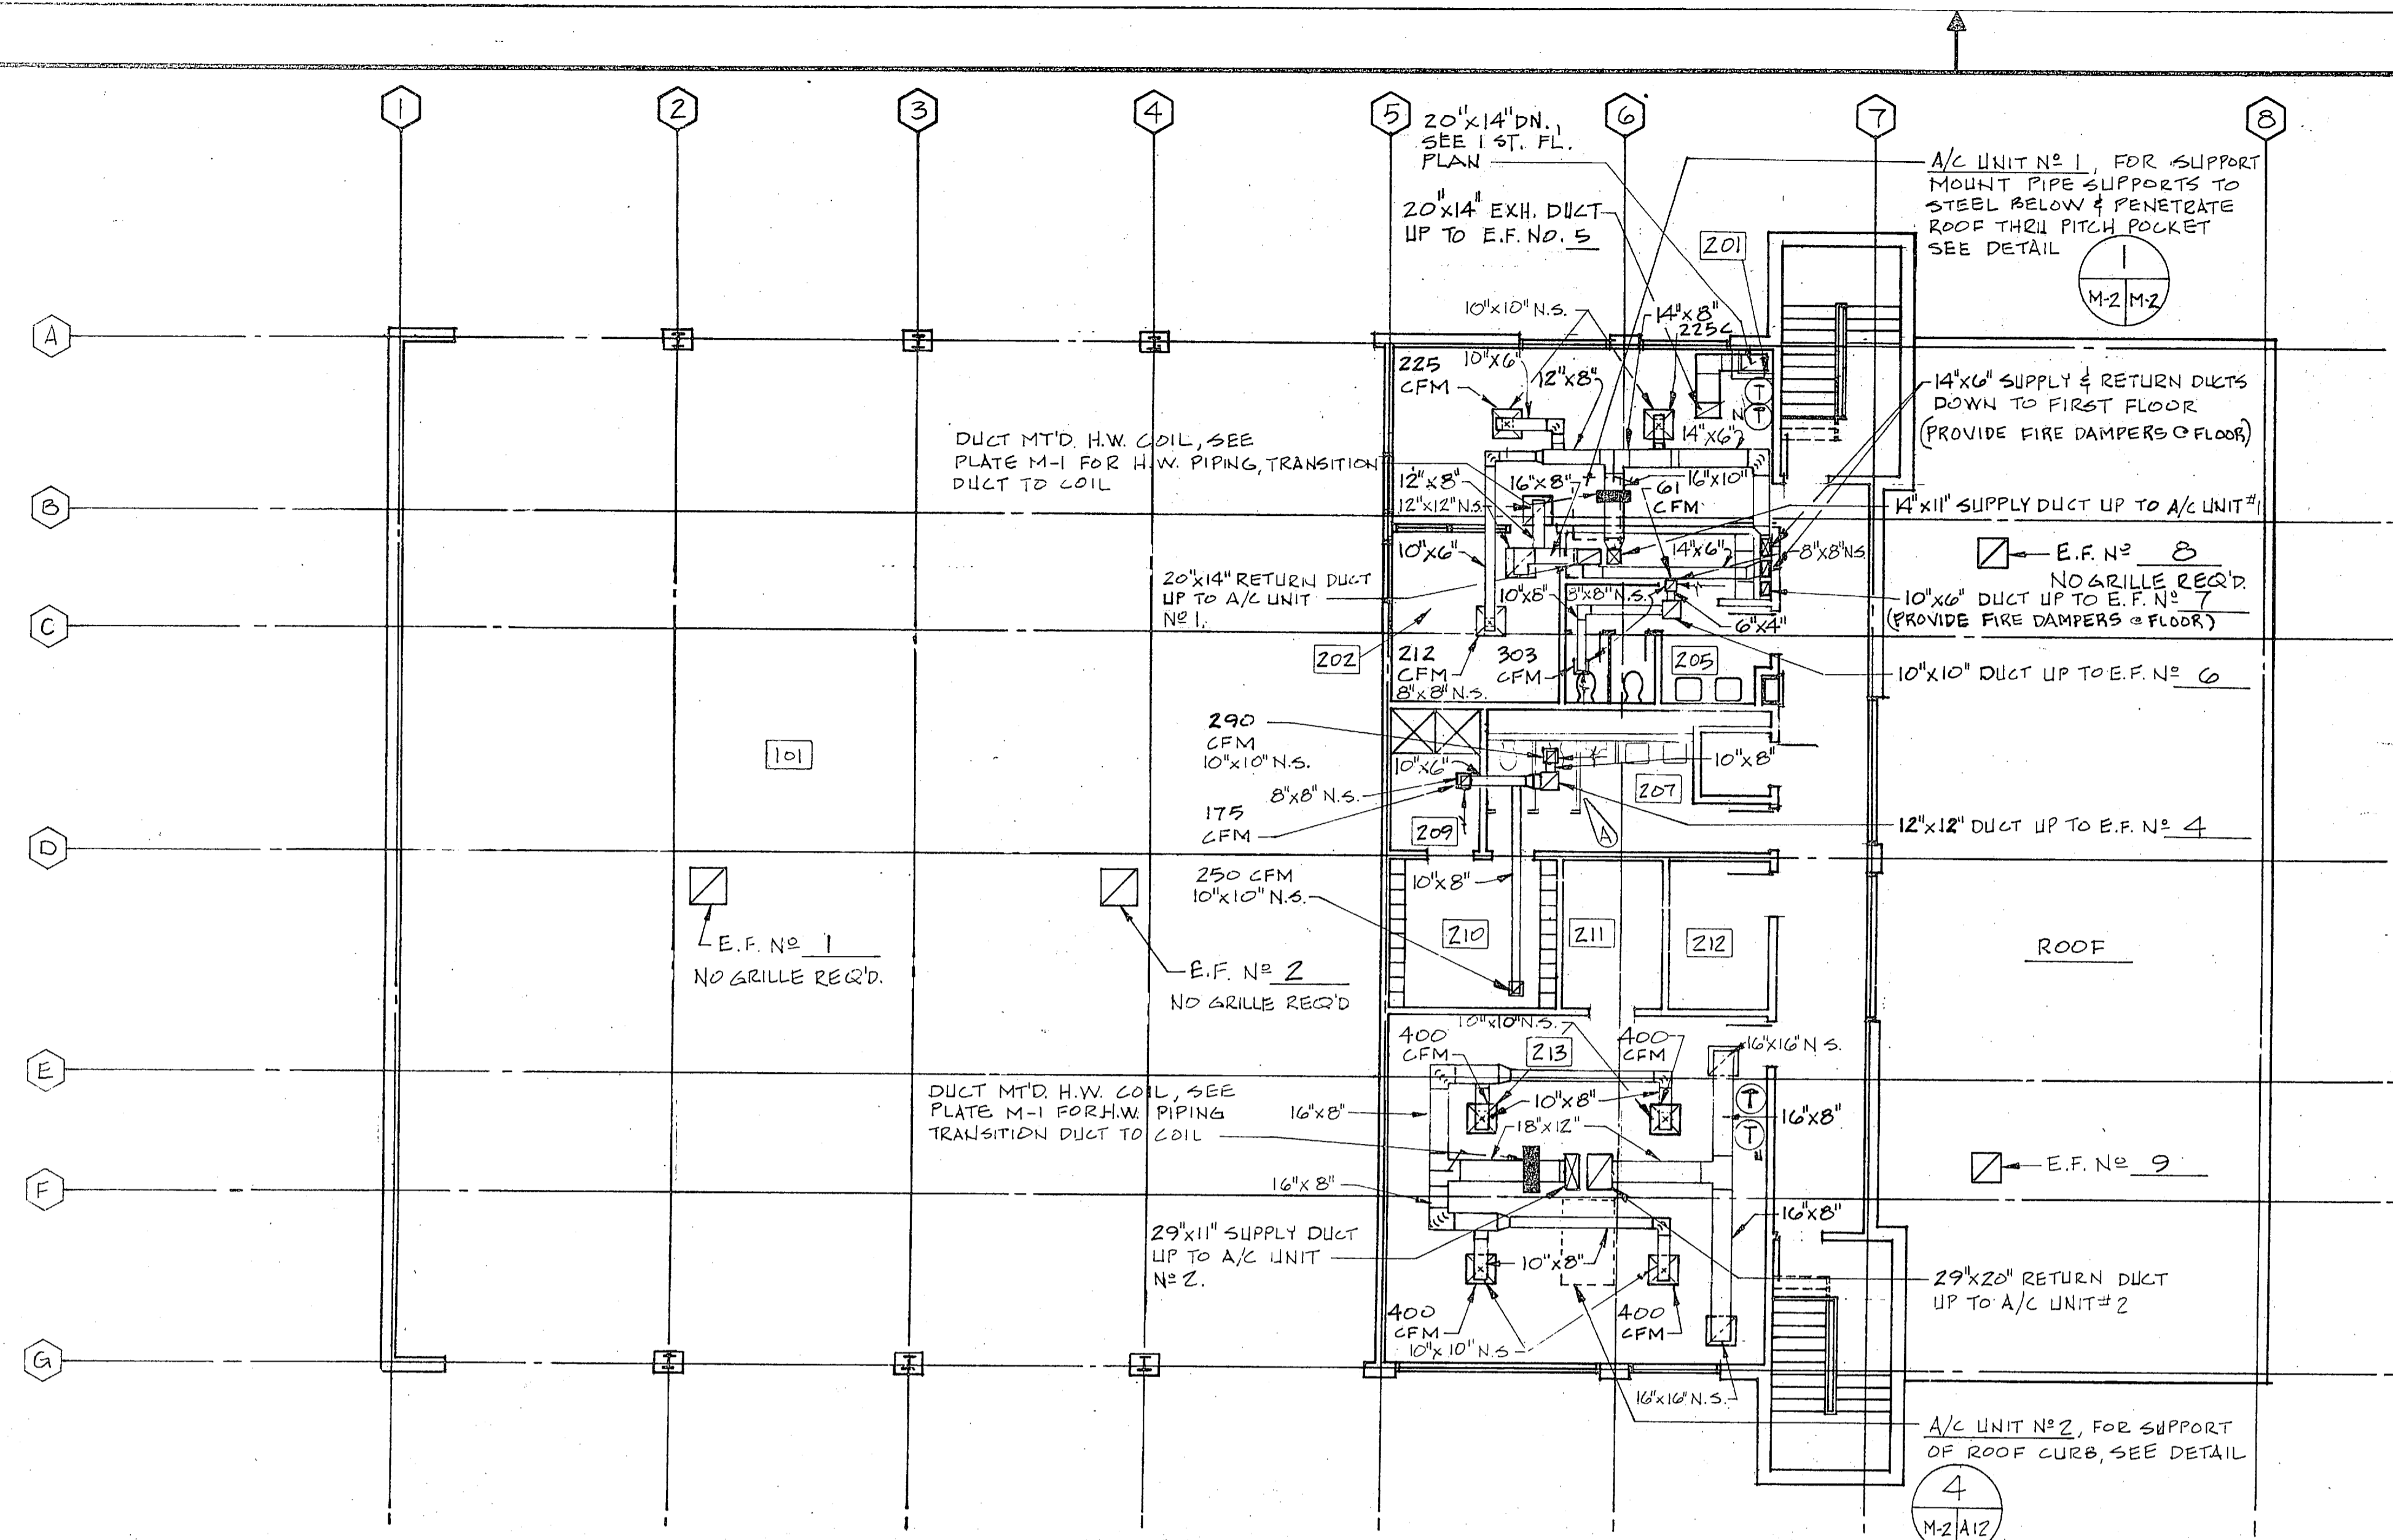 1
2
3
4
5
6
7
8
20"x14" DN.,
SEE 1 ST. FL.
PLAN
A/C UNIT Nº 1, FOR SUPPORT
MOUNT PIPE SUPPORTS TO
STEEL BELOW & PENETRATE
ROOF THRU PITCH POCKET
SEE DETAIL
1
M-2 M-2
20"x14" EXH. DUCT
UP TO E.F. NO. 5
201
A
10"x10" N.S.
14"x8"
225
225
CFM
10"x6"
12"x8"
14"x6" SUPPLY & RETURN DUCTS
DOWN TO FIRST FLOOR
(PROVIDE FIRE DAMPERS @ FLOOR)
T
T
N
14"x6"
DUCT MT'D. H.W. COIL, SEE
PLATE M-1 FOR H.W. PIPING, TRANSITION
DUCT TO COIL
12"x8"
16"x8"
16"x10"
12"x12" N.S.
61
CFM
B
14"x11" SUPPLY DUCT UP TO A/C UNIT #1
10"x6"
14"x6"
8"x8" N.S.
E.F. Nº 8
NO GRILLE REQ'D.
20"x14" RETURN DUCT
UP TO A/C UNIT
Nº 1.
10"x8"
8"x8" N.S.
10"x6" DUCT UP TO E.F. Nº 7
(PROVIDE FIRE DAMPERS @ FLOOR)
C
6"x4"
202
212
CFM
8"x8" N.S.
303
CFM
205
10"x10" DUCT UP TO E.F. Nº 6
290
CFM
10"x10" N.S.
101
10"x6"
10"x8"
8"x8" N.S.
207
175
CFM
209
A
12"x12" DUCT UP TO E.F. Nº 4
D
250 CFM
10"x10" N.S.
10"x8"
210
211
212
E.F. Nº 1
NO GRILLE REQ'D.
E.F. Nº 2
NO GRILLE REQ'D
ROOF
10"x10" N.S.
400
CFM
213
400
CFM
16"x16" N.S.
E
DUCT MT'D. H.W. COIL, SEE
PLATE M-1 FOR H.W. PIPING
TRANSITION DUCT TO COIL
16"x8"
10"x8"
18"x12"
T
T
16"x8"
E.F. Nº 9
F
16"x8"
16"x8"
29"x11" SUPPLY DUCT
UP TO A/C UNIT
Nº 2.
10"x8"
29"x20" RETURN DUCT
UP TO A/C UNIT #2
400
CFM
10"x10" N.S
400
CFM
G
16"x16" N.S.
A/C UNIT Nº 2, FOR SUPPORT
OF ROOF CURB, SEE DETAIL
4
M-2 A12